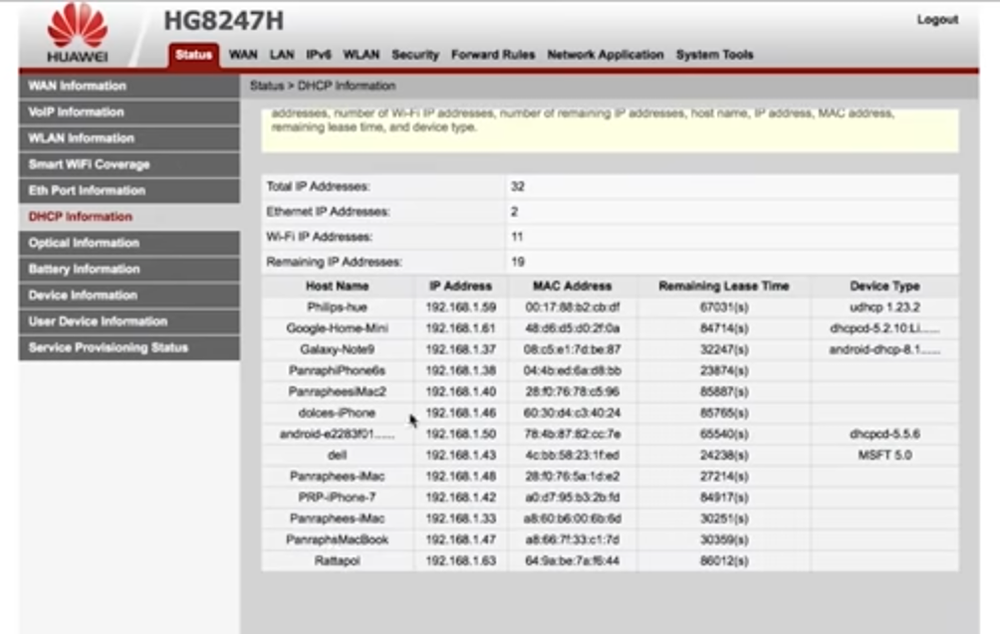 HUAWEI
HG8247H
Logout
Status WAN LAN IPv6 WLAN Security Forward Rules Network Application System Tools
WAN Information
VoIP Information
WLAN Information
Smart WiFi Coverage
Eth Port Information
DHCP Information
Optical Information
Battery Information
Device Information
User Device Information
Service Provisioning Status
Status > DHCP Information
addresses, number of Wi-Fi IP addresses, number of remaining IP addresses, host name, IP address, MAC address,
remaining lease time, and device type.
Total IP Addresses: 32
Ethernet IP Addresses: 2
Wi-Fi IP Addresses: 11
Remaining IP Addresses: 19
Host Name IP Address MAC Address Remaining Lease Time Device Type
Philips-hue 192.168.1.59 00:17:88:b2:cb:df 67031(s) udhcp 1.23.2
Google-Home-Mini 192.168.1.61 48:d6:d5:d0:2f:0a 84714(s) dhcpcd-5.2.10:Li......
Galaxy-Note9 192.168.1.37 08:c5:e1:7d:be:87 32247(s) android-dhcp-8.1......
PanraphiPhone6s 192.168.1.38 04:4b:ed:6a:d8:bb 23874(s)
PanrapheesiMac2 192.168.1.40 28:f0:76:78:c5:96 85887(s)
dolces-iPhone 192.168.1.46 60:30:d4:c3:40:24 85765(s)
android-e2283f01...... 192.168.1.50 78:4b:87:82:cc:7e 65540(s) dhcpcd-5.5.6
dell 192.168.1.43 4c:bb:58:23:1f:ed 24238(s) MSFT 5.0
Panraphees-iMac 192.168.1.48 28:f0:76:5a:1d:e2 27214(s)
PRP-iPhone-7 192.168.1.42 a0:d7:95:b3:2b:fd 84917(s)
Panraphees-iMac 192.168.1.33 a8:60:b6:00:6b:6d 30251(s)
PanraphsMacBook 192.168.1.47 a8:66:7f:33:c1:7d 30359(s)
Rattapol 192.168.1.63 64:9a:be:7a:f6:44 86012(s)